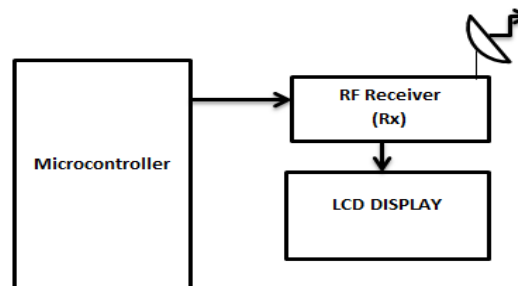 RF Receiver
(Rx)
Microcontroller
LCD DISPLAY